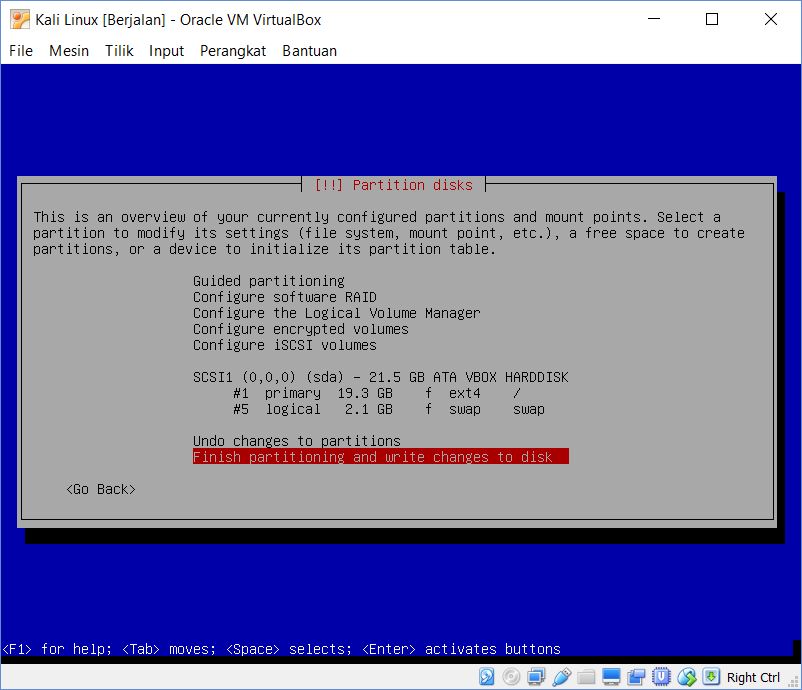 Kali Linux [Berjalan] - Oracle VM VirtualBox
File Mesin Tilik Input Perangkat Bantuan
[!!] Partition disks
This is an overview of your currently configured partitions and mount points. Select a
partition to modify its settings (file system, mount point, etc.), a free space to create
partitions, or a device to initialize its partition table.
Guided partitioning
Configure software RAID
Configure the Logical Volume Manager
Configure encrypted volumes
Configure iSCSI volumes
SCSI1 (0,0,0) (sda) - 21.5 GB ATA VBOX HARDDISK
#1 primary 19.3 GB f ext4 /
#5 logical 2.1 GB f swap swap
Undo changes to partitions
Finish partitioning and write changes to disk
<Go Back>
<F1> for help; <Tab> moves; <Space> selects; <Enter> activates buttons
Right Ctrl